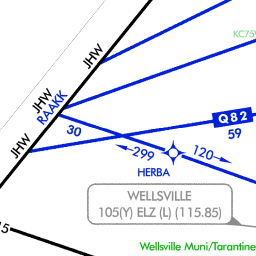 KC75
JHW
JHW
RAAKK
JHW
30
Q82
59
299
120
HERBA
WELLSVILLE
105(Y) ELZ (L) (115.85)
15
Wellsville Muni/Tarantine